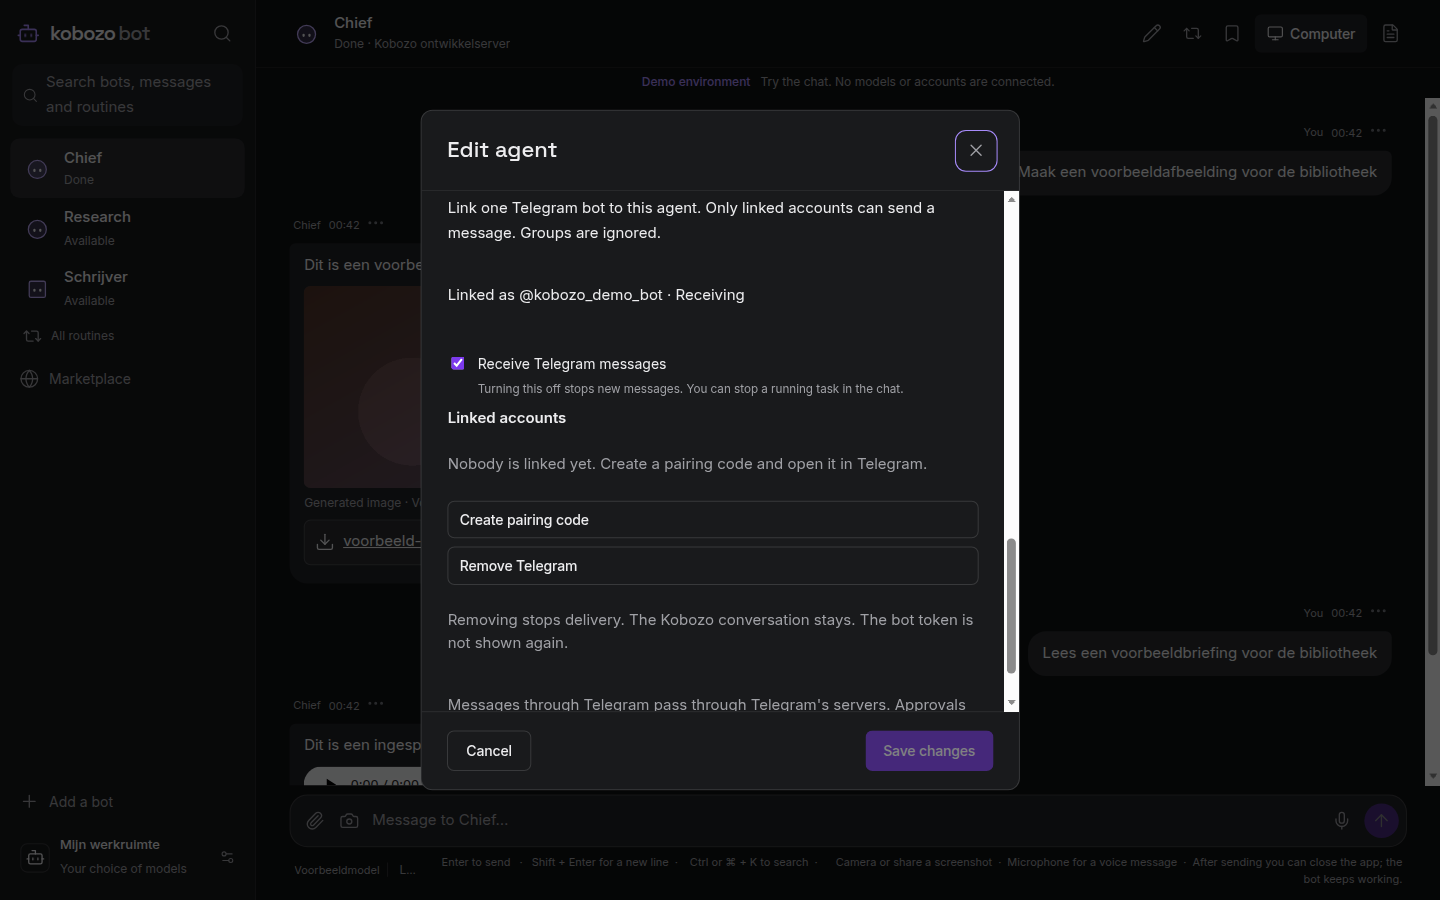 kobozo bot
Search bots, messages
and routines
Chief
Done
Research
Available
Schrijver
Available
All routines
Marketplace
Add a bot
Mijn werkruimte
Your choice of models
Chief
Done · Kobozo ontwikkelserver
Computer
Demo environment Try the chat. No models or accounts are connected.
You 00:42 •••
Maak een voorbeeldafbeelding voor de bibliotheek
Chief 00:42 •••
Dit is een voorbe
Generated image ·
voorbeeld-
You 00:42 •••
Lees een voorbeeldbriefing voor de bibliotheek
Chief 00:42 •••
Dit is een ingesp
0:00 / 0:00
Edit agent
Link one Telegram bot to this agent. Only linked accounts can send a
message. Groups are ignored.
Linked as @kobozo_demo_bot · Receiving
Receive Telegram messages
Turning this off stops new messages. You can stop a running task in the chat.
Linked accounts
Nobody is linked yet. Create a pairing code and open it in Telegram.
Create pairing code
Remove Telegram
Removing stops delivery. The Kobozo conversation stays. The bot token is
not shown again.
Messages through Telegram pass through Telegram's servers. Approvals
Cancel
Save changes
Message to Chief...
Voorbeeldmodel L...
Enter to send · Shift + Enter for a new line · Ctrl or ⌘ + K to search · Camera or share a screenshot · Microphone for a voice message · After sending you can close the app; the
bot keeps working.